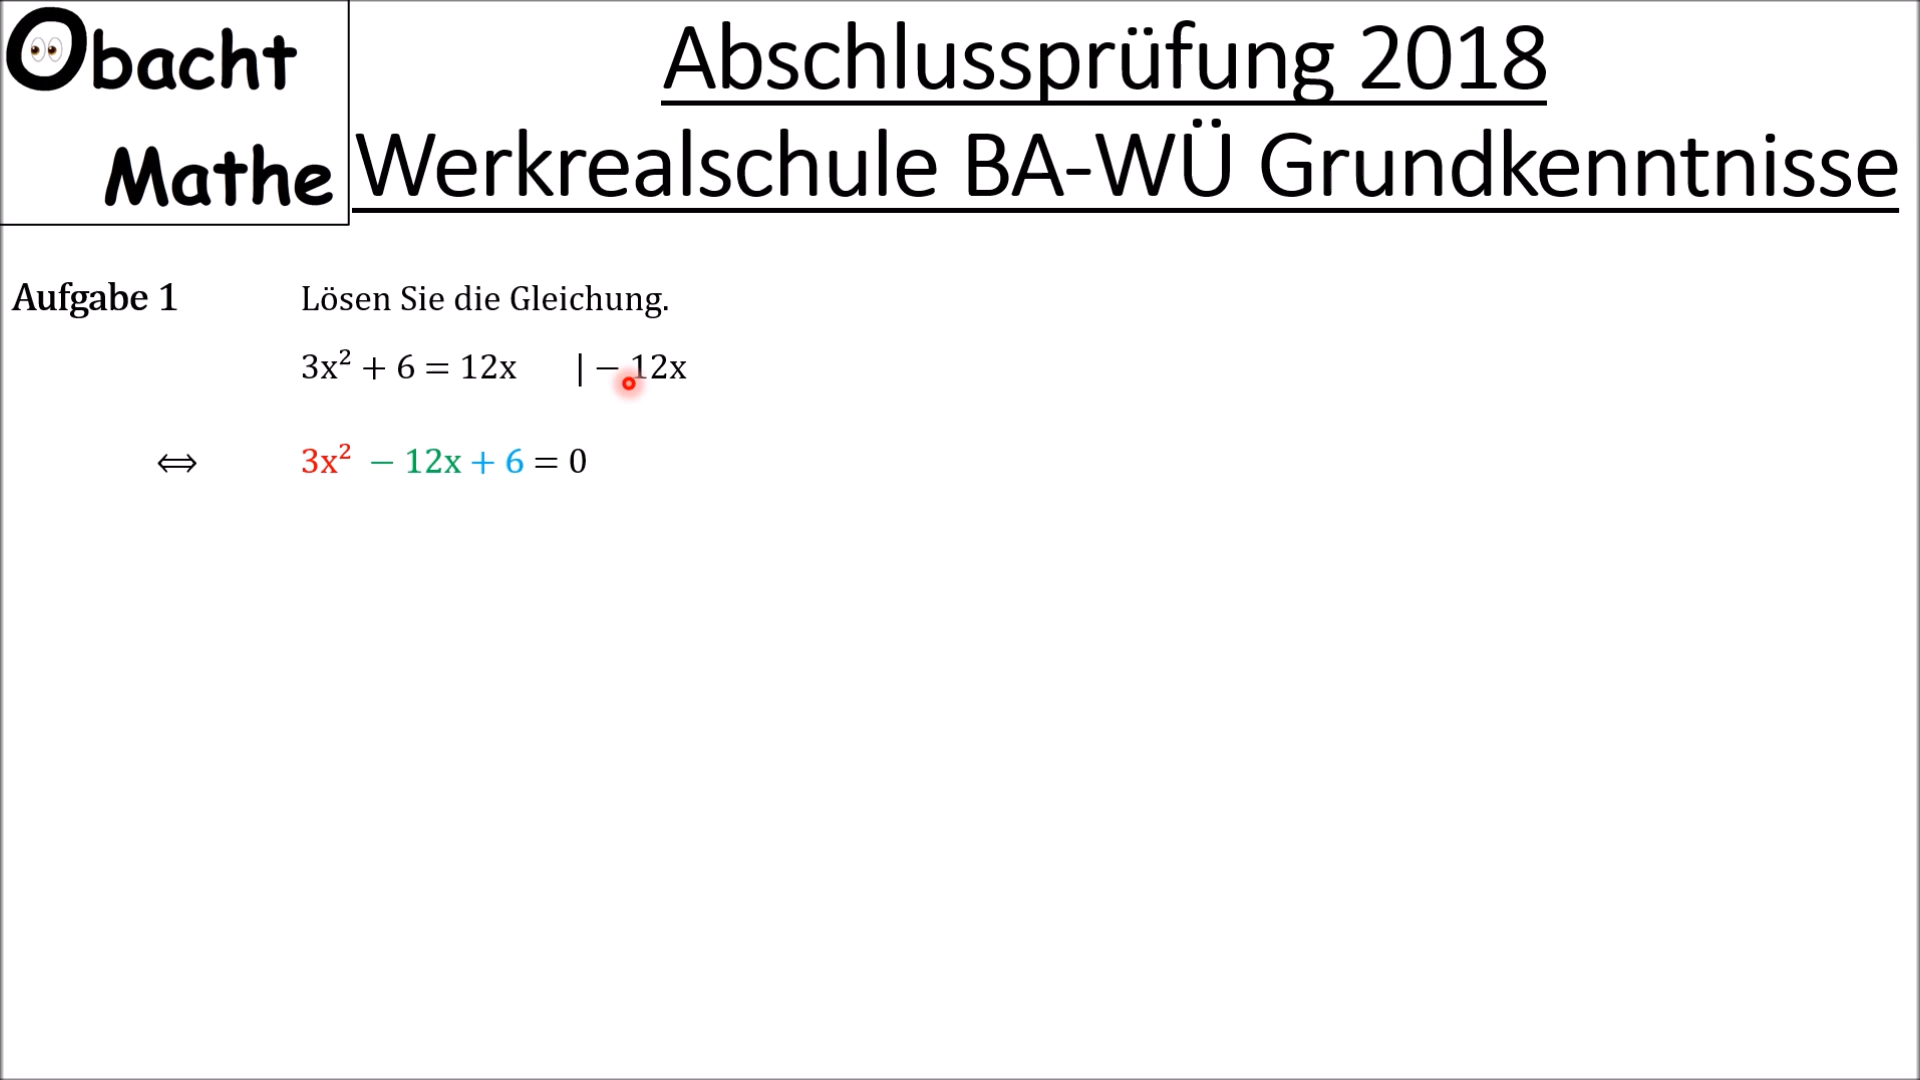 Obacht
Mathe
Abschlussprüfung 2018
Werkrealschule BA-WÜ Grundkenntnisse
Aufgabe 1 Lösen Sie die Gleichung.
3x² + 6 = 12x | − 12x
⟺ 3x² − 12x + 6 = 0